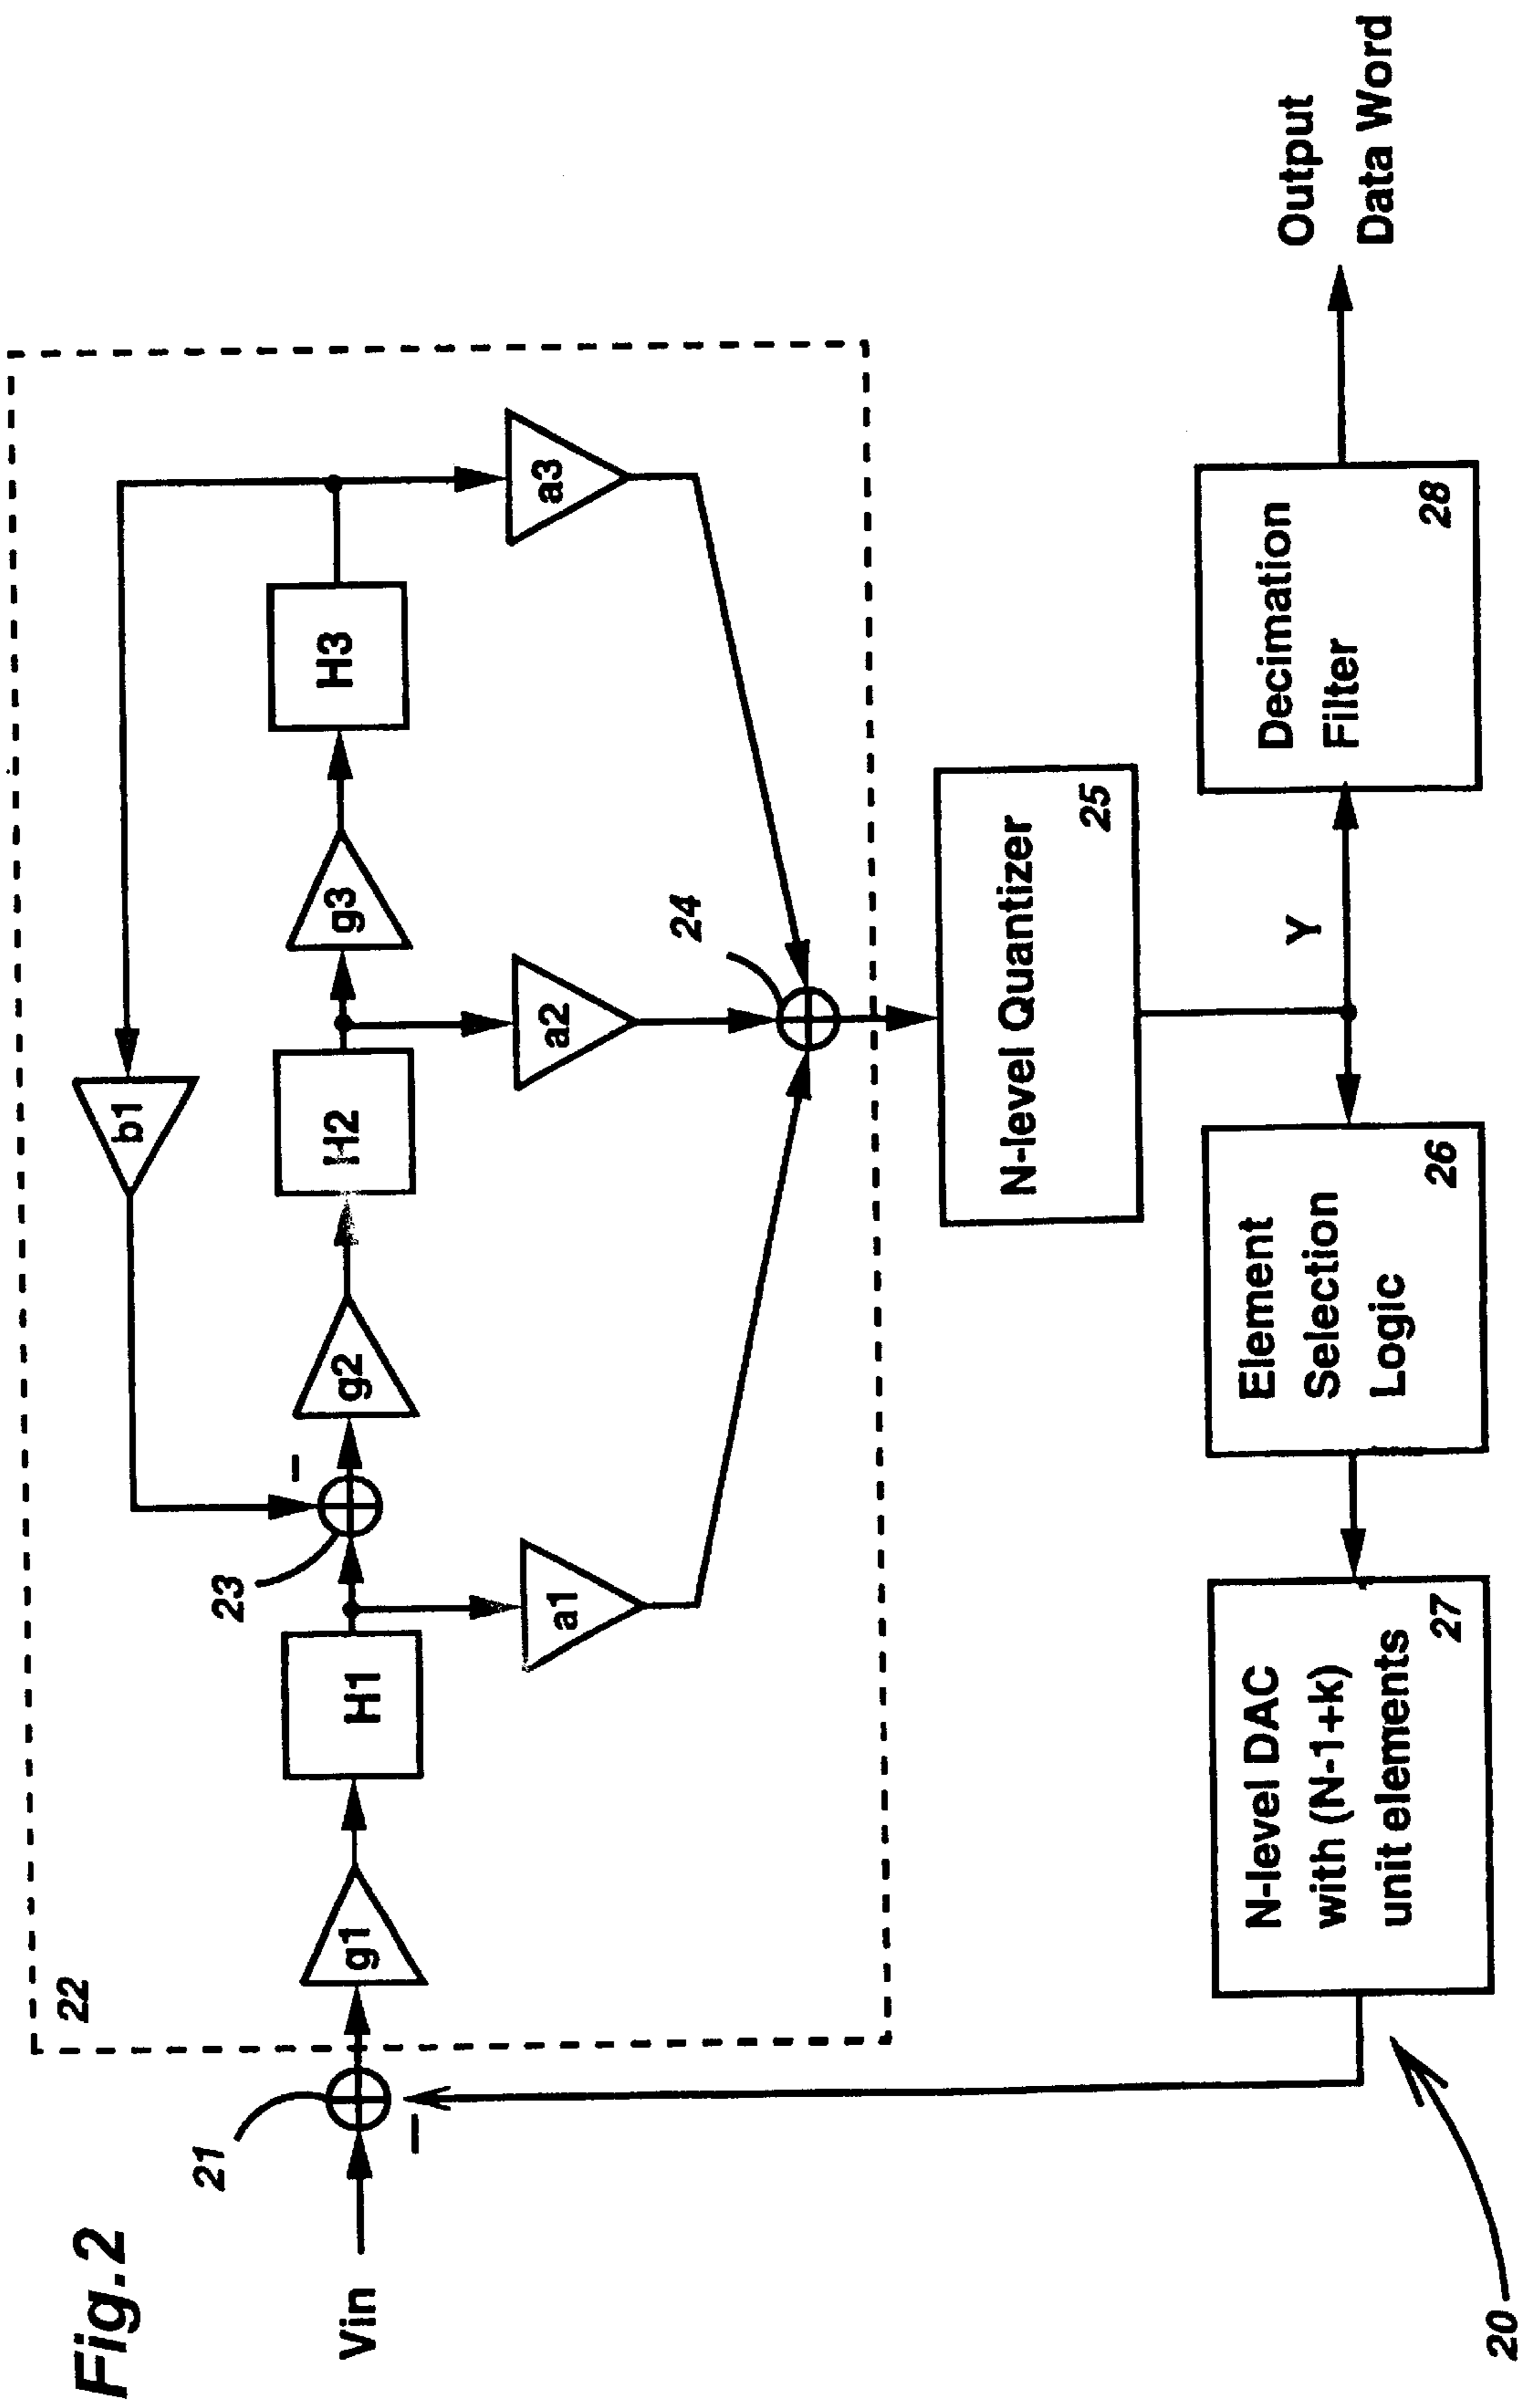 Fig.2
22
b1
21
23
Vin
g1
H1
g2
H2
g3
H3
a1
a2
a3
24
N-level Quantizer
25
Y
Output
Data Word
N-level DAC
with (N-1+k)
unit elements
27
Element
Selection
Logic
26
Decimation
Filter
28
20